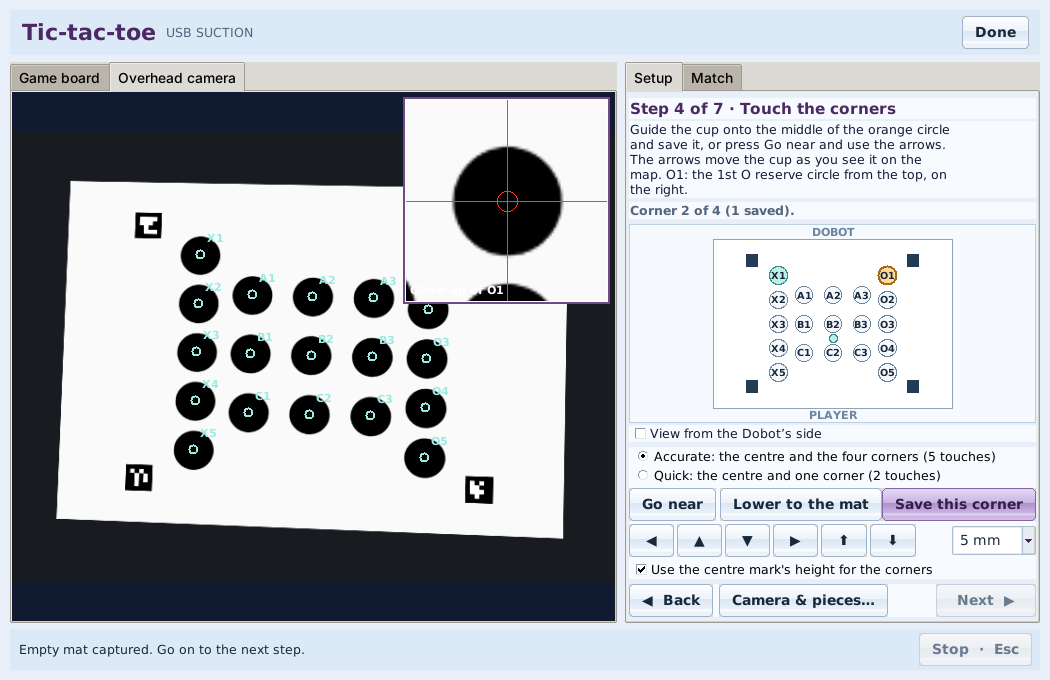 Tic-tac-toe USB SUCTION
Done
Game board
Overhead camera
X1
X2
X3
X4
X5
A1
A2
A3
B1
B2
B3
C1
C2
C3
O3
O4
O5
O1
Setup
Match
Step 4 of 7 · Touch the corners
Guide the cup onto the middle of the orange circle
and save it, or press Go near and use the arrows.
The arrows move the cup as you see it on the
map. O1: the 1st O reserve circle from the top, on
the right.
Corner 2 of 4 (1 saved).
DOBOT
X1 O1
X2 A1 A2 A3 O2
X3 B1 B2 B3 O3
X4 C1 C2 C3 O4
X5 O5
PLAYER
View from the Dobot’s side
Accurate: the centre and the four corners (5 touches)
Quick: the centre and one corner (2 touches)
Go near
Lower to the mat
Save this corner
◀ ▲ ▼ ▶ ⬆ ⬇ 5 mm
Use the centre mark's height for the corners
◀ Back
Camera & pieces...
Next ▶
Empty mat captured. Go on to the next step.
Stop · Esc